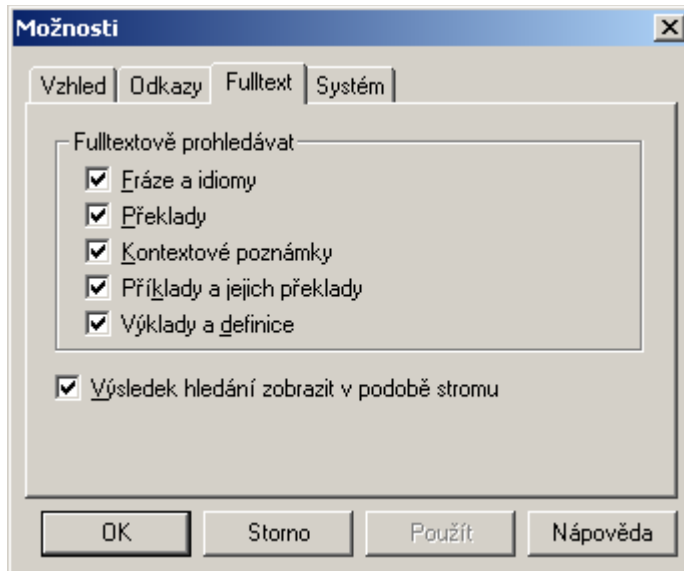 Možnosti
Vzhled Odkazy Fulltext Systém
Fulltextově prohledávat
Fráze a idiomy
Překlady
Kontextové poznámky
Příklady a jejich překlady
Výklady a definice
Výsledek hledání zobrazit v podobě stromu
OK Storno Použít Nápověda